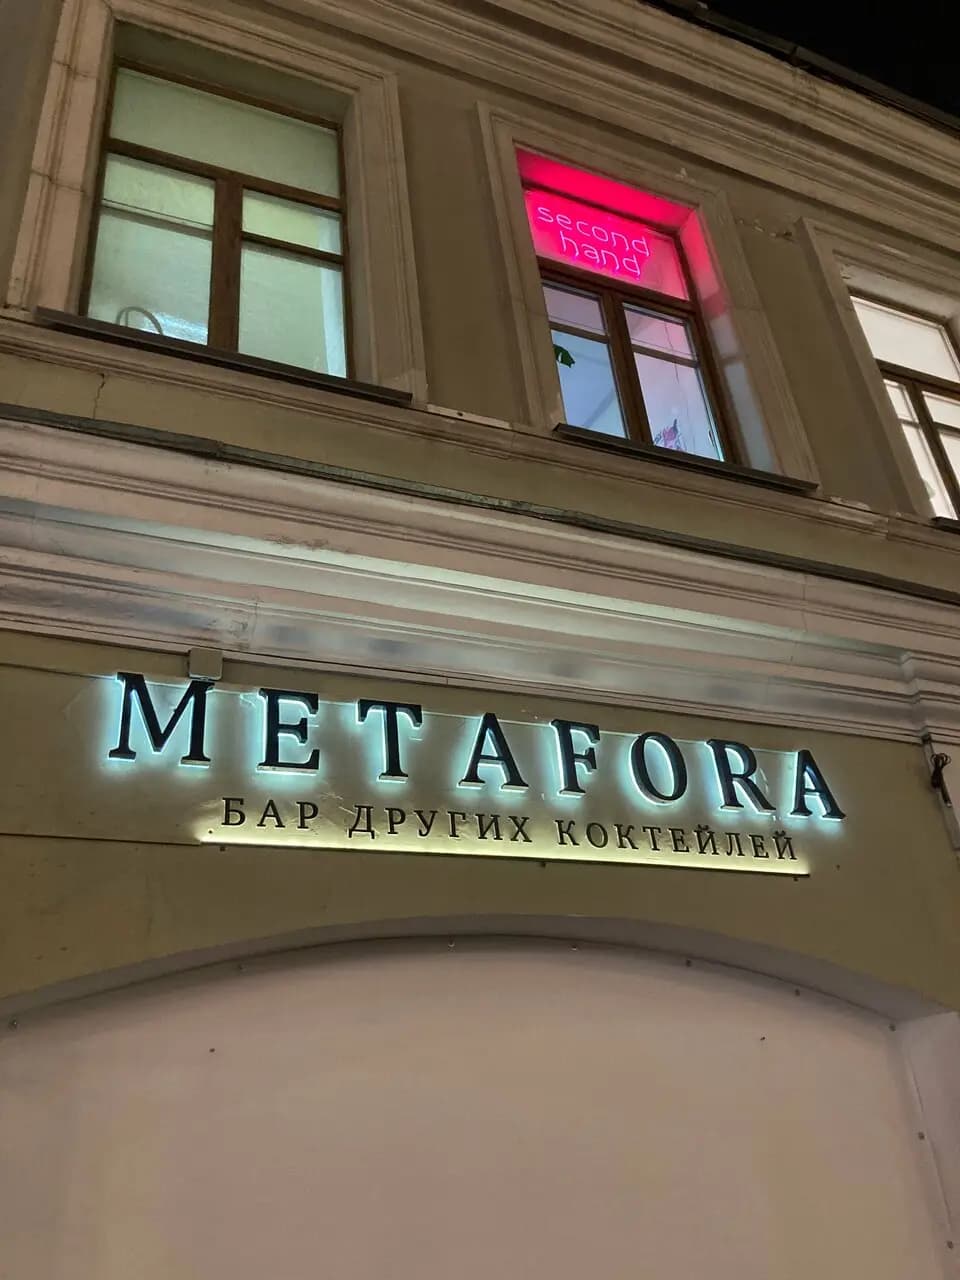 second
hand
METAFORA
БАР ДРУГИХ КОКТЕЙЛЕЙ